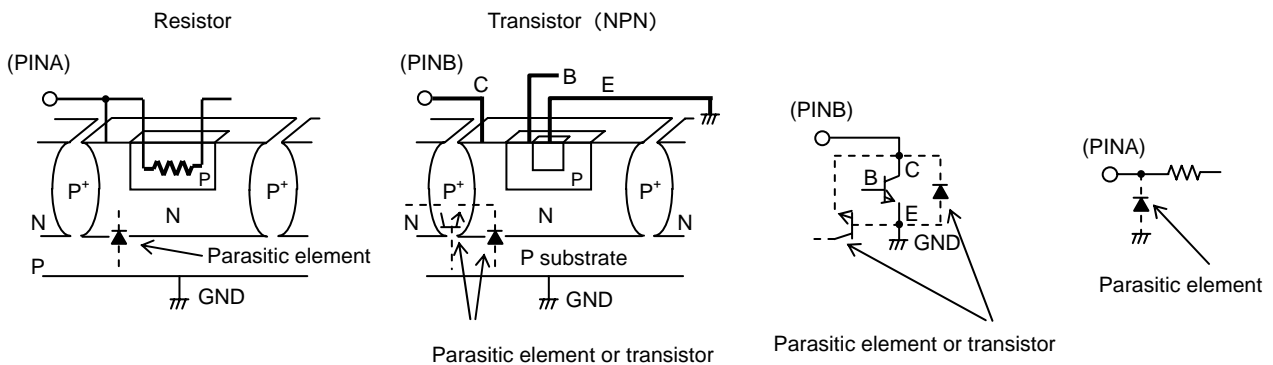 Resistor
(PINA)
P+
P
P+
N
N
P
Parasitic element
GND
Transistor (NPN)
(PINB)
C
B
E
P+
P
P+
N
N
N
P substrate
GND
Parasitic element or transistor
(PINB)
C
B
E
GND
Parasitic element or transistor
(PINA)
Parasitic element